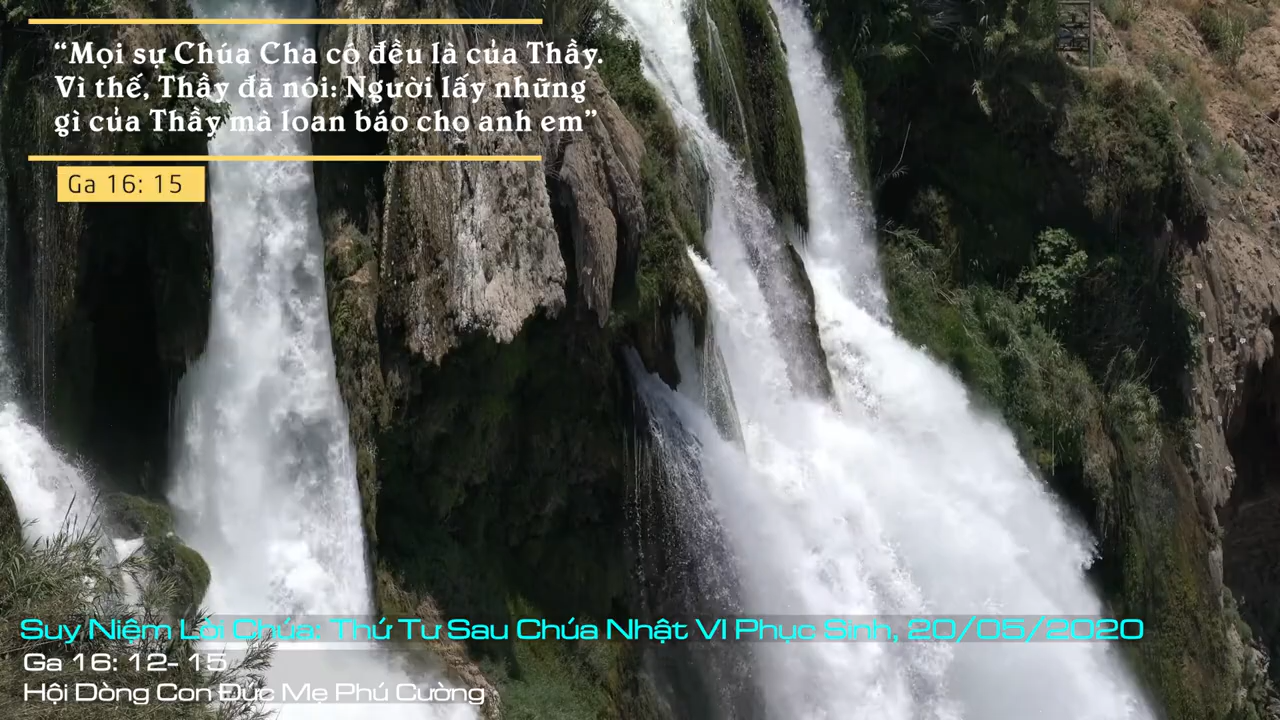 “Mọi sự Chúa Cha có đều là của Thầy.
Vì thế, Thầy đã nói: Người lấy những
gì của Thầy mà loan báo cho anh em”
Ga 16: 15
Suy Niệm Lời Chúa: Thứ Tư Sau Chúa Nhật VI Phục Sinh, 20/05/2020
Ga 16: 12- 15
Hội Dòng Con Đức Mẹ Phú Cường